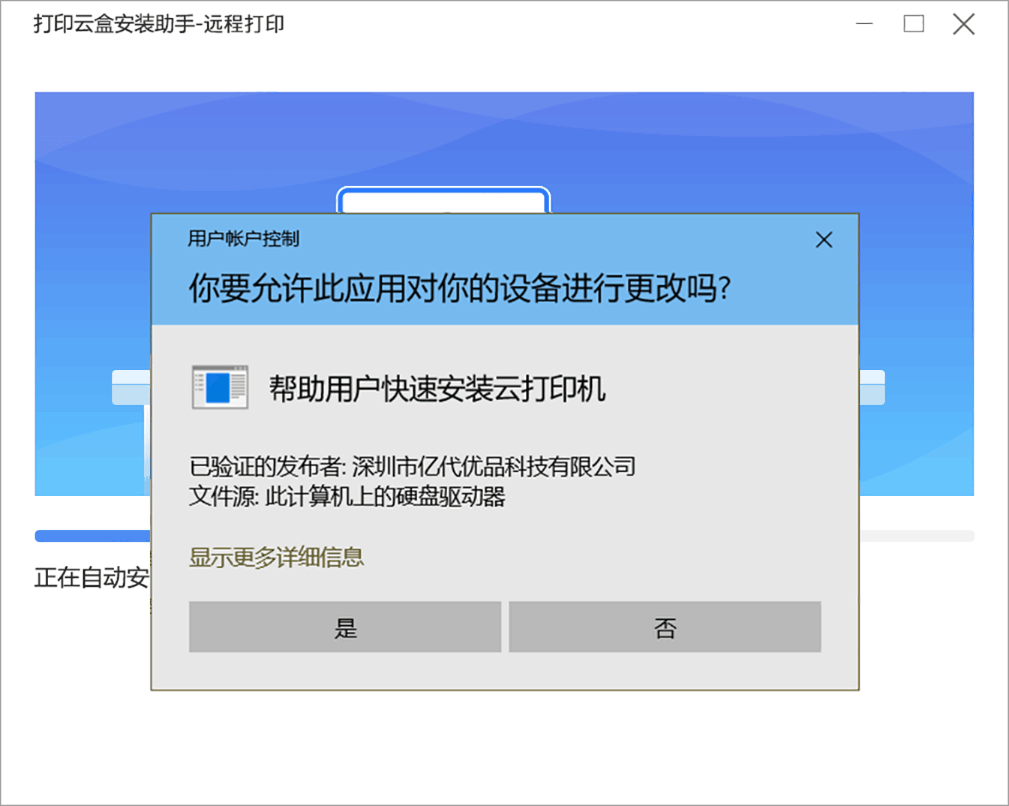 打印云盒安装助手-远程打印
用户帐户控制
你要允许此应用对你的设备进行更改吗?
帮助用户快速安装云打印机
已验证的发布者: 深圳市亿代优品科技有限公司
文件源: 此计算机上的硬盘驱动器
显示更多详细信息
正在自动安
是
否